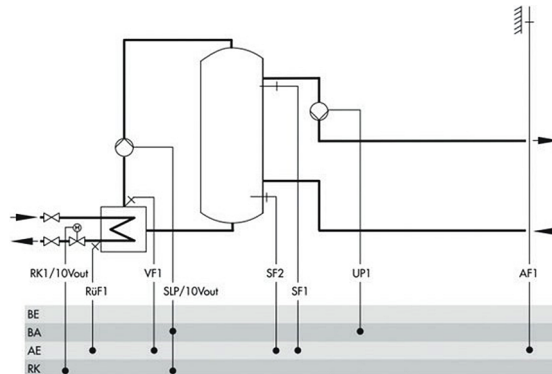 M
RK1/10Vout
RüF1
VF1
SLP/10Vout
SF2
SF1
UP1
AF1
BE
BA
AE
RK